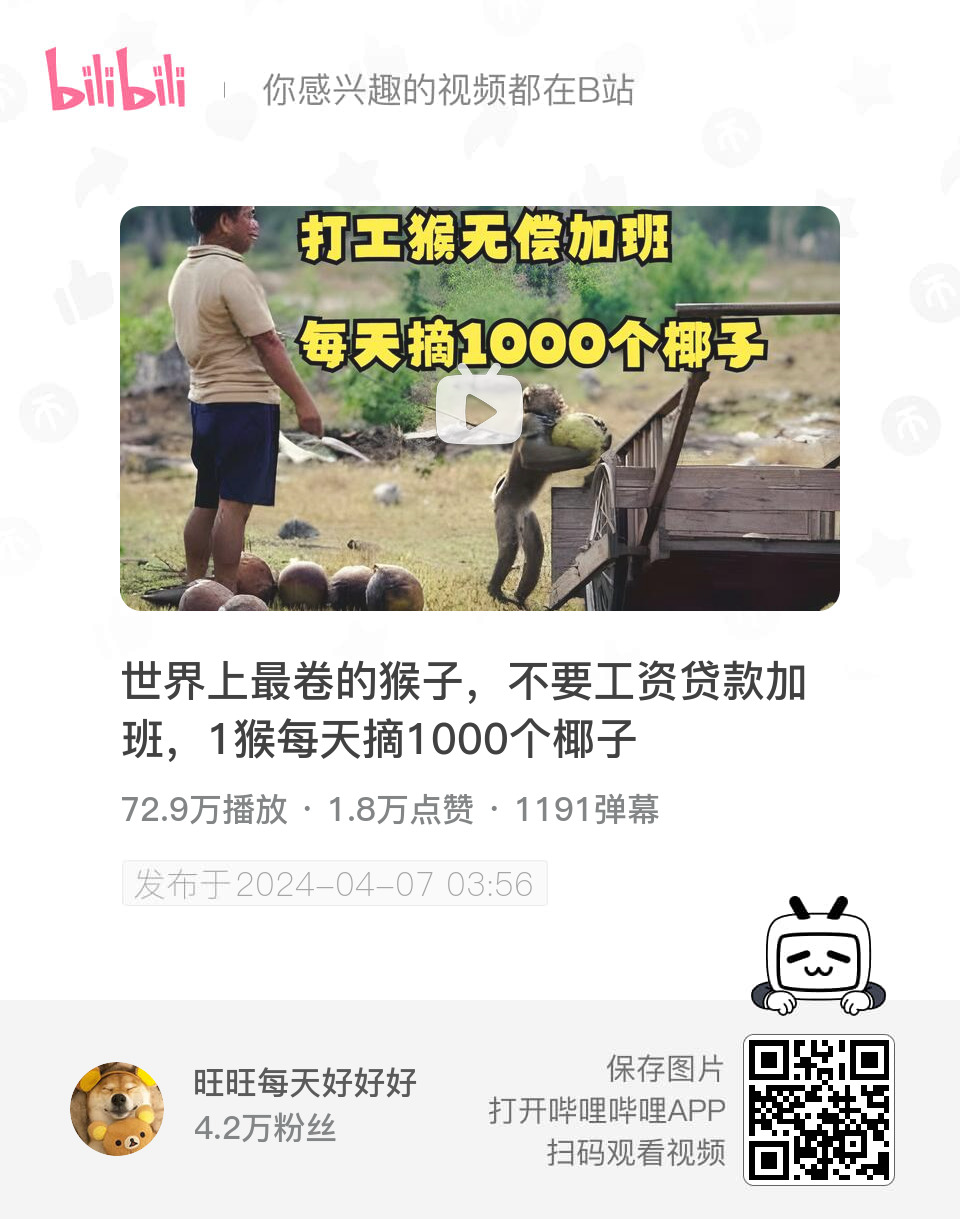 bilibili
你感兴趣的视频都在B站
打工猴无偿加班
每天摘1000个椰子
世界上最卷的猴子，不要工资贷款加
班，1猴每天摘1000个椰子
72.9万播放 · 1.8万点赞 · 1191弹幕
发布于2024-04-07 03:56
旺旺每天好好好
4.2万粉丝
保存图片
打开哔哩哔哩APP
扫码观看视频